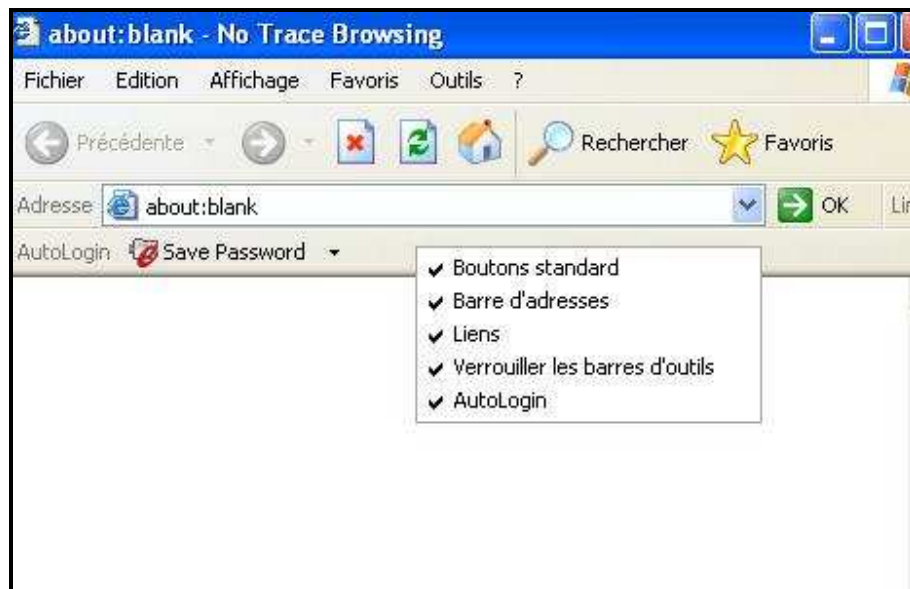 about:blank - No Trace Browsing
Fichier Edition Affichage Favoris Outils ?
Précédente Rechercher Favoris
Adresse about:blank OK
AutoLogin Save Password
Boutons standard
Barre d'adresses
Liens
Verrouiller les barres d'outils
AutoLogin